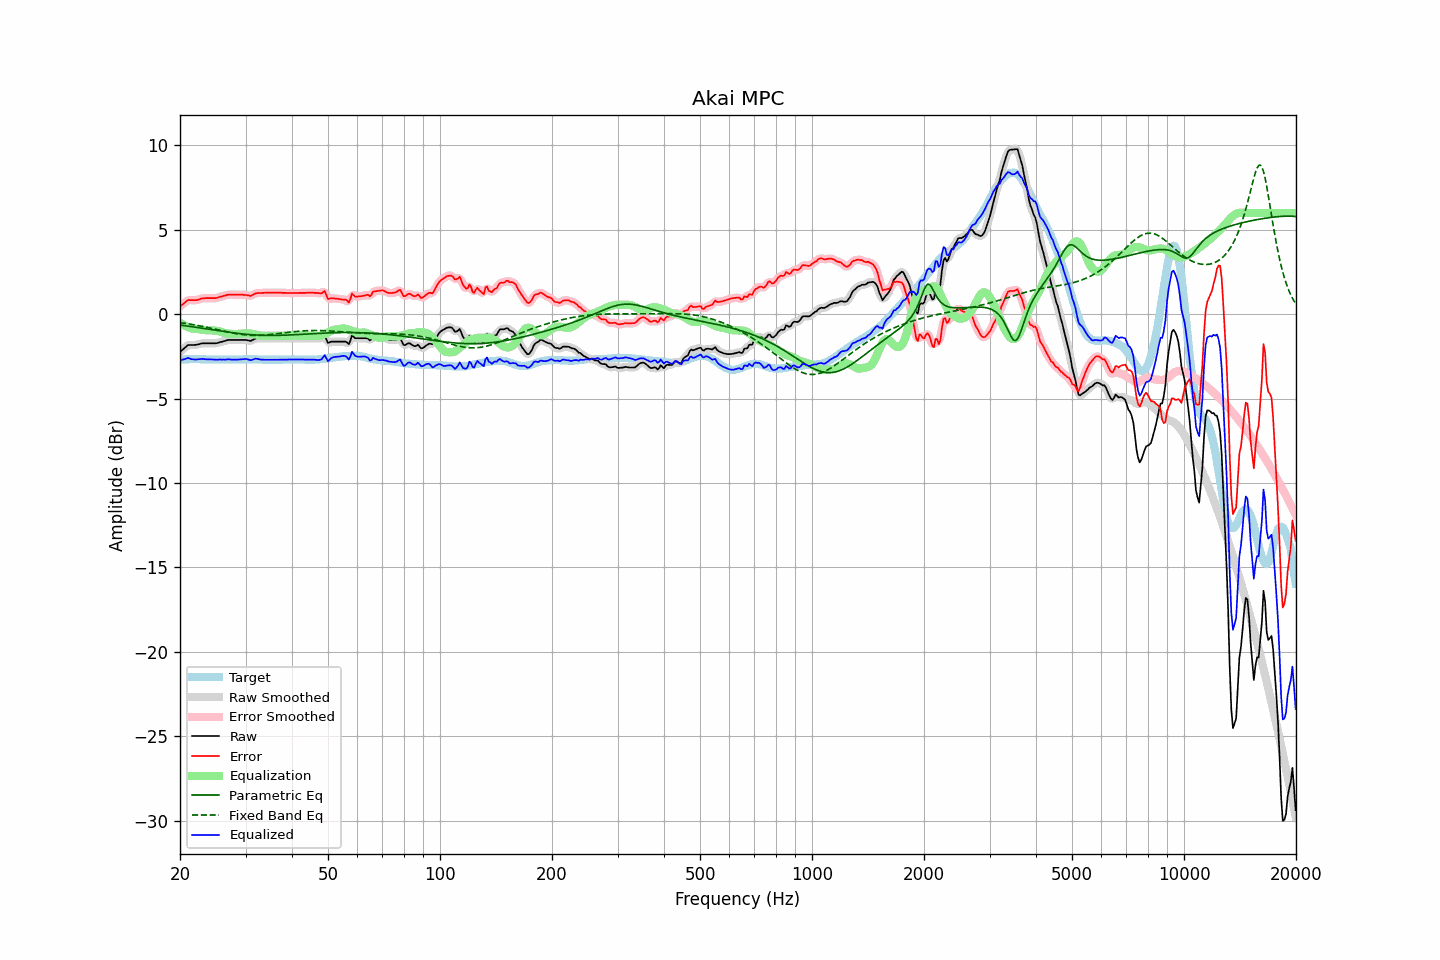 Akai MPC
10
5
0
−5
−10
−15
−20
−25
−30
Amplitude (dBr)
Target
Raw Smoothed
Error Smoothed
Raw
Error
Equalization
Parametric Eq
Fixed Band Eq
Equalized
20 50 100 200 500 1000 2000 5000 10000 20000
Frequency (Hz)